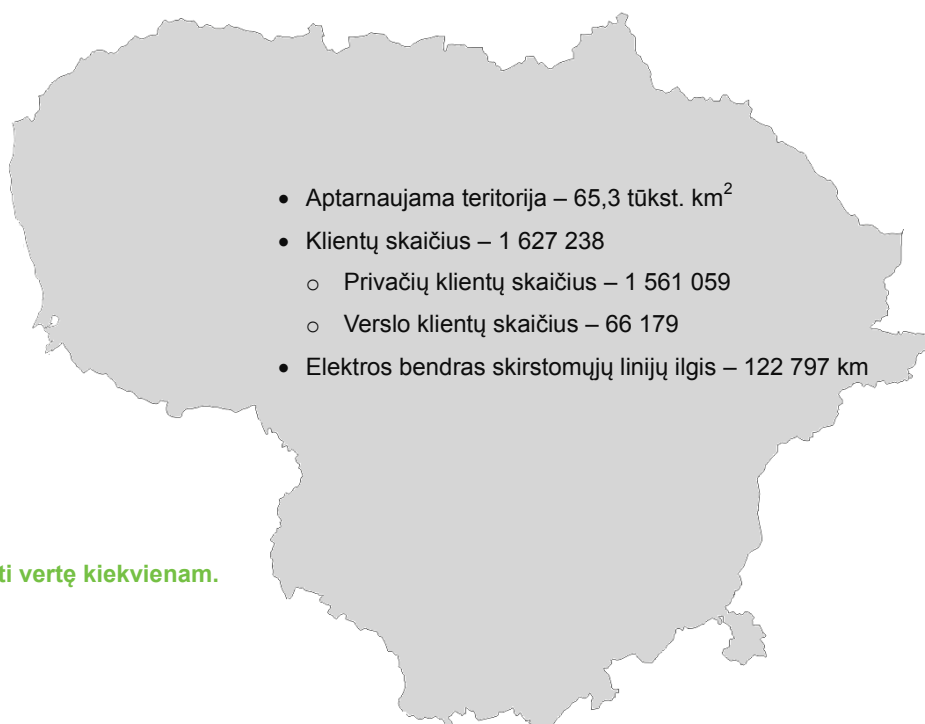 • Aptarnaujama teritorija – 65,3 tūkst. km²
• Klientų skaičius – 1 627 238
o Privačių klientų skaičius – 1 561 059
o Verslo klientų skaičius – 66 179
• Elektros bendras skirstomųjų linijų ilgis – 122 797 km
ti vertę kiekvienam.